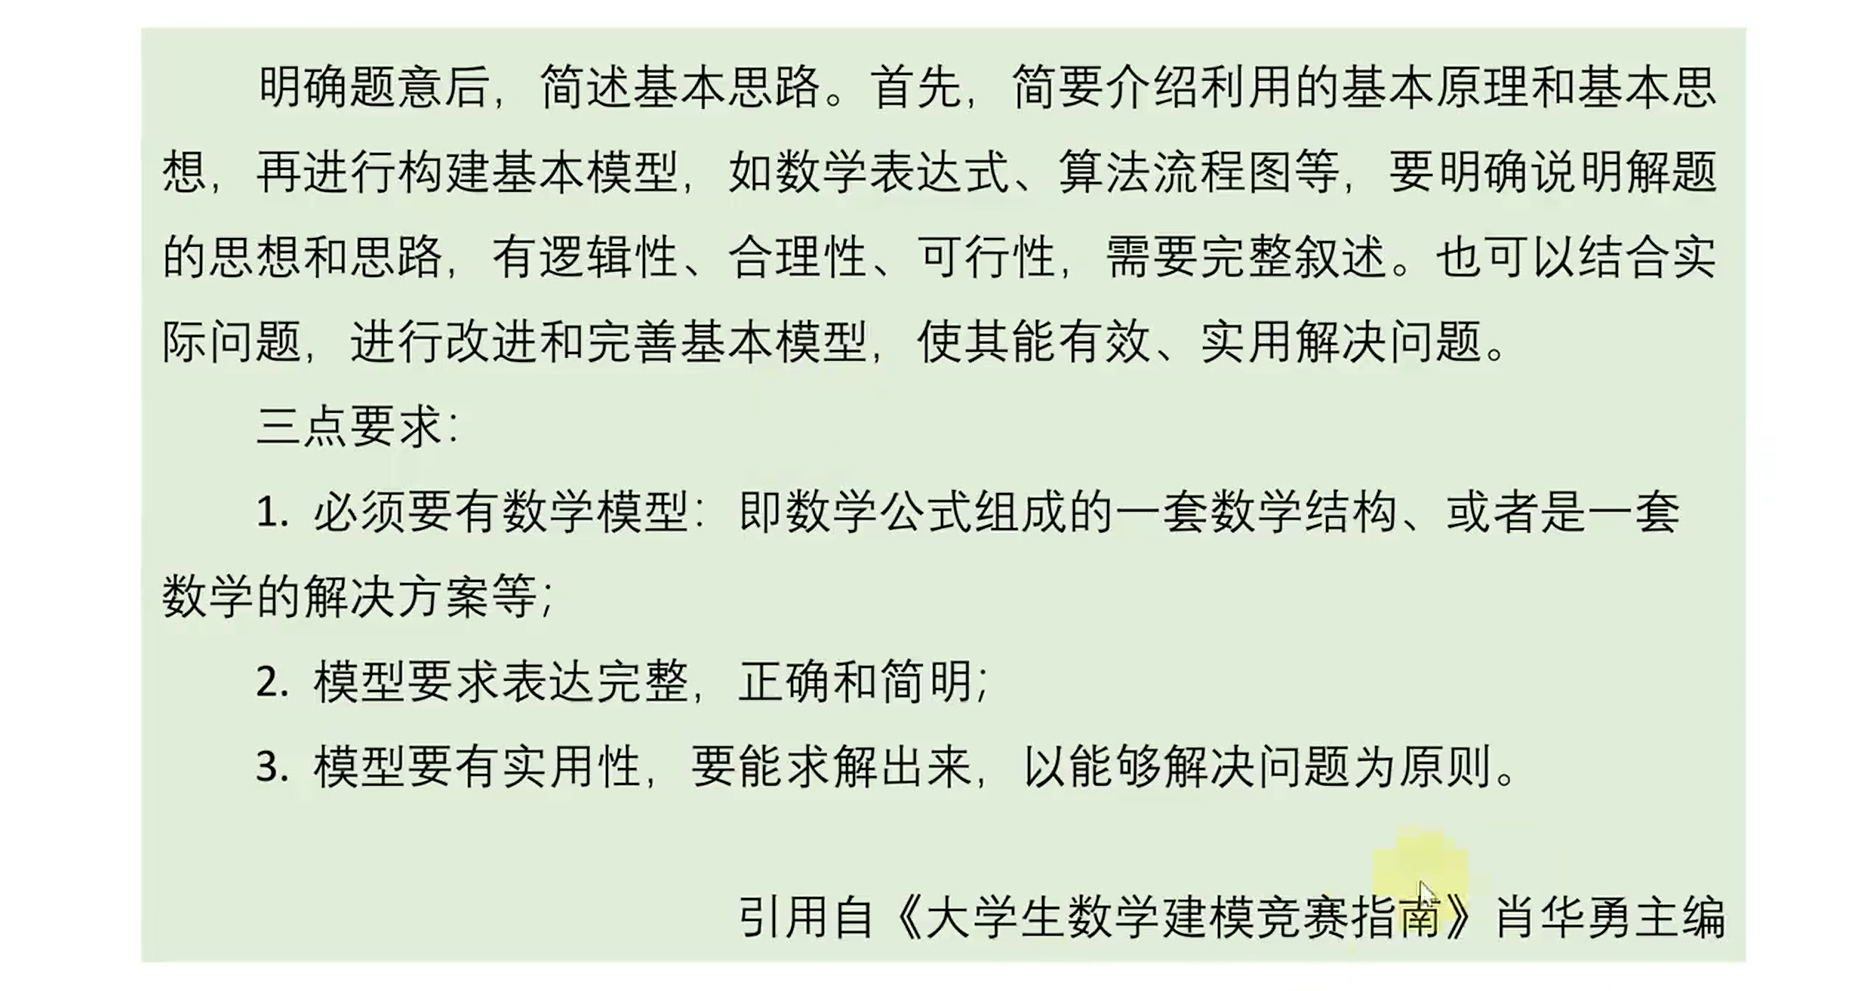 明确题意后，简述基本思路。首先，简要介绍利用的基本原理和基本思
想，再进行构建基本模型，如数学表达式、算法流程图等，要明确说明解题
的思想和思路，有逻辑性、合理性、可行性，需要完整叙述。也可以结合实
际问题，进行改进和完善基本模型，使其能有效、实用解决问题。
三点要求：
1. 必须要有数学模型：即数学公式组成的一套数学结构、或者是一套
数学的解决方案等；
2. 模型要求表达完整，正确和简明；
3. 模型要有实用性，要能求解出来，以能够解决问题为原则。
引用自《大学生数学建模竞赛指南》肖华勇主编